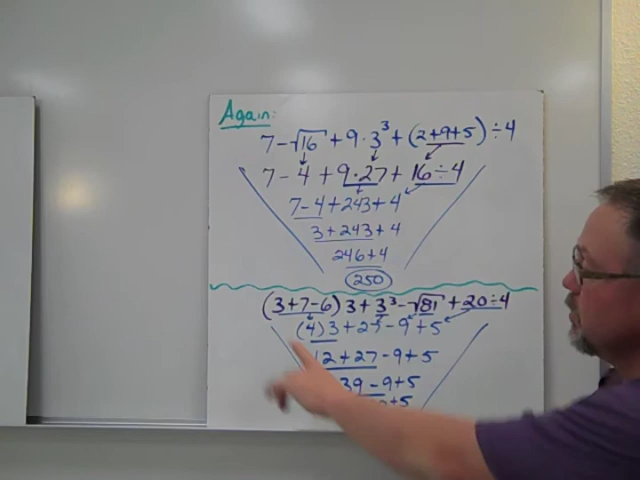 Again:
7 - √16 + 9 · 3³ + (2+9+5) ÷ 4
7 - 4 + 9 · 27 + 16 ÷ 4
7 - 4 + 243 + 4
3 + 243 + 4
246 + 4
250
(3+7-6) 3 + 3³ - √81 + 20 ÷ 4
(4) 3 + 27 - 9 + 5
12 + 27 - 9 + 5
39 - 9 + 5
+ 5